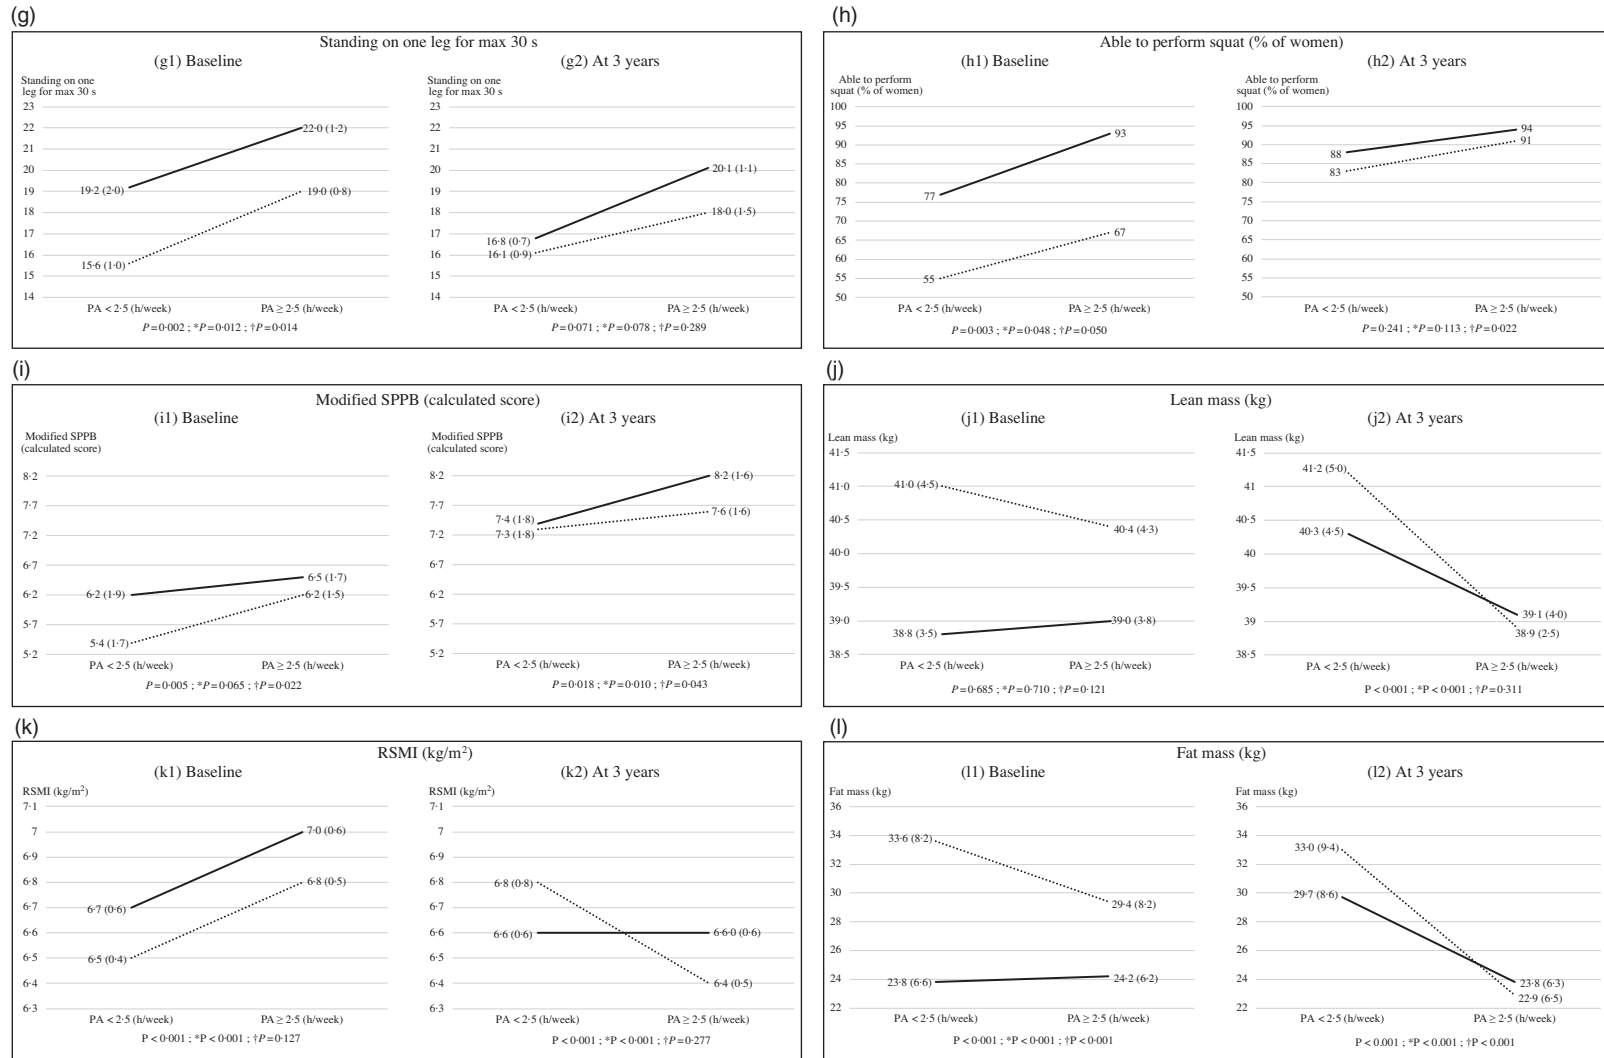 (g)
Standing on one leg for max 30 s
(g1) Baseline
Standing on one
leg for max 30 s
23
22
21
20
19
18
17
16
15
14
22·0 (1·2)
19·2 (2·0)
19·0 (0·8)
15·6 (1·0)
PA < 2·5 (h/week)
PA ≥ 2·5 (h/week)
P=0·002 ; *P=0·012 ; †P=0·014
(g2) At 3 years
Standing on one
leg for max 30 s
23
22
21
20
19
18
17
16
15
14
20·1 (1·1)
18·0 (1·5)
16·8 (0·7)
16·1 (0·9)
PA < 2·5 (h/week)
PA ≥ 2·5 (h/week)
P=0·071 ; *P=0·078 ; †P=0·289
(h)
Able to perform squat (% of women)
(h1) Baseline
Able to perform
squat (% of women)
100
95
90
85
80
75
70
65
60
55
50
93
77
67
55
PA < 2·5 (h/week)
PA ≥ 2·5 (h/week)
P=0·003 ; *P=0·048 ; †P=0·050
(h2) At 3 years
Able to perform
squat (% of women)
100
95
90
85
80
75
70
65
60
55
50
94
88
91
83
PA < 2·5 (h/week)
PA ≥ 2·5 (h/week)
P=0·241 ; *P=0·113 ; †P=0·022
(i)
Modified SPPB (calculated score)
(i1) Baseline
Modified SPPB
(calculated score)
8·2
7·7
7·2
6·7
6·2
5·7
5·2
6·5 (1·7)
6·2 (1·9)
6·2 (1·5)
5·4 (1·7)
PA < 2·5 (h/week)
PA ≥ 2·5 (h/week)
P=0·005 ; *P=0·065 ; †P=0·022
(i2) At 3 years
Modified SPPB
(calculated score)
8·2
7·7
7·2
6·7
6·2
5·7
5·2
8·2 (1·6)
7·4 (1·8)
7·6 (1·6)
7·3 (1·8)
PA < 2·5 (h/week)
PA ≥ 2·5 (h/week)
P=0·018 ; *P=0·010 ; †P=0·043
(j)
Lean mass (kg)
(j1) Baseline
Lean mass (kg)
41·5
41·0
40·5
40·0
39·5
39·0
38·5
41·0 (4·5)
40·4 (4·3)
39·0 (3·8)
38·8 (3·5)
PA < 2·5 (h/week)
PA ≥ 2·5 (h/week)
P=0·685 ; *P=0·710 ; †P=0·121
(j2) At 3 years
Lean mass (kg)
41·5
41
40·5
40
39·5
39
38·5
41·2 (5·0)
40·3 (4·5)
39·1 (4·0)
38·9 (2·5)
PA < 2·5 (h/week)
PA ≥ 2·5 (h/week)
P < 0·001 ; *P < 0·001 ; †P=0·311
(k)
RSMI (kg/m²)
(k1) Baseline
RSMI (kg/m²)
7·1
7
6·9
6·8
6·7
6·6
6·5
6·4
6·3
7·0 (0·6)
6·8 (0·5)
6·7 (0·6)
6·5 (0·4)
PA < 2·5 (h/week)
PA ≥ 2·5 (h/week)
P < 0·001 ; *P < 0·001 ; †P=0·127
(k2) At 3 years
RSMI (kg/m²)
7·1
7
6·9
6·8
6·7
6·6
6·5
6·4
6·3
6·8 (0·8)
6·6 (0·6)
6·6·0 (0·6)
6·4 (0·5)
PA < 2·5 (h/week)
PA ≥ 2·5 (h/week)
P < 0·001 ; *P < 0·001 ; †P=0·277
(l)
Fat mass (kg)
(l1) Baseline
Fat mass (kg)
36
34
32
30
28
26
24
22
33·6 (8·2)
29·4 (8·2)
24·2 (6·2)
23·8 (6·6)
PA < 2·5 (h/week)
PA ≥ 2·5 (h/week)
P < 0·001 ; *P < 0·001 ; †P < 0·001
(l2) At 3 years
Fat mass (kg)
36
34
32
30
28
26
24
22
33·0 (9·4)
29·7 (8·6)
23·8 (6·3)
22·9 (6·5)
PA < 2·5 (h/week)
PA ≥ 2·5 (h/week)
P < 0.001 ; *P < 0·001 ; †P < 0·001